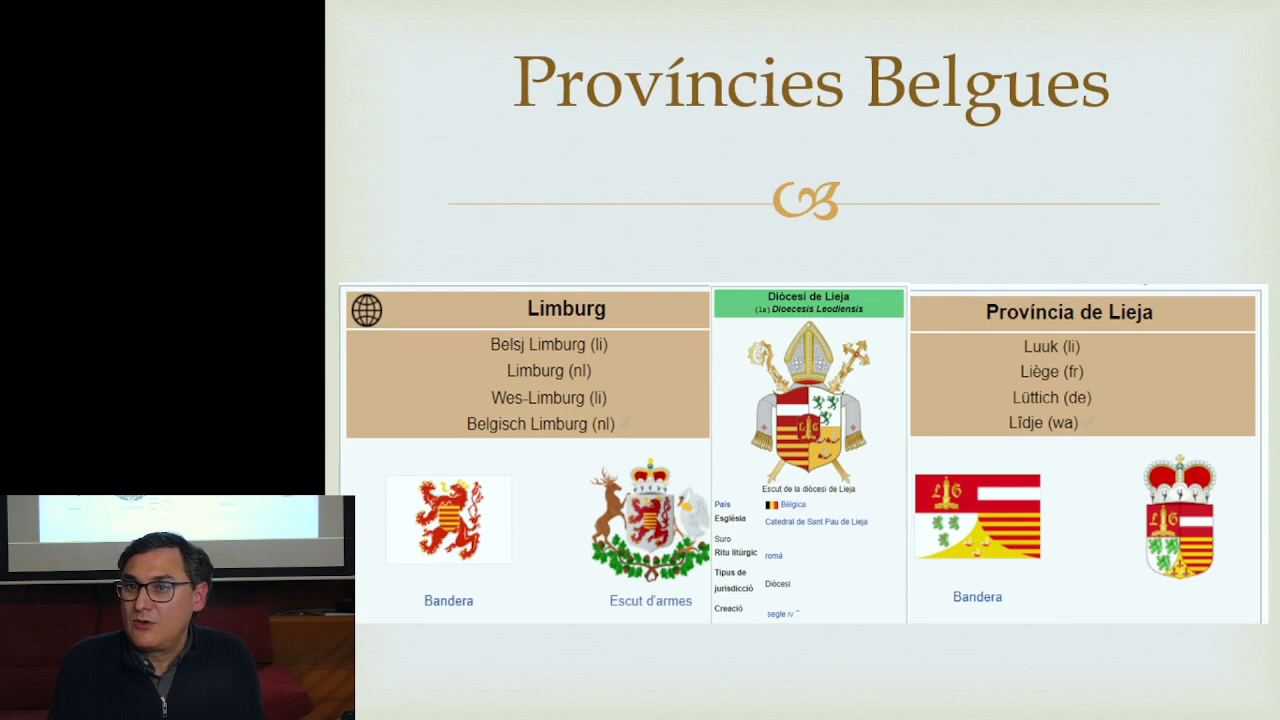 Províncies Belgues
Limburg
Belsj Limburg (li)
Limburg (nl)
Wes-Limburg (li)
Belgisch Limburg (nl)
Bandera
Escut d'armes
Diòcesi de Lieja
(la) Dioecesis Leodiensis
LG
Escut de la diòcesi de Lieja
País Bèlgica
Església Catedral de Sant Pau de Lieja
Suro
Ritu litúrgic romà
Tipus de jurisdicció Diòcesi
Creació segle IV
Província de Lieja
Luuk (li)
Liège (fr)
Lüttich (de)
Lîdje (wa)
LG
LG
Bandera